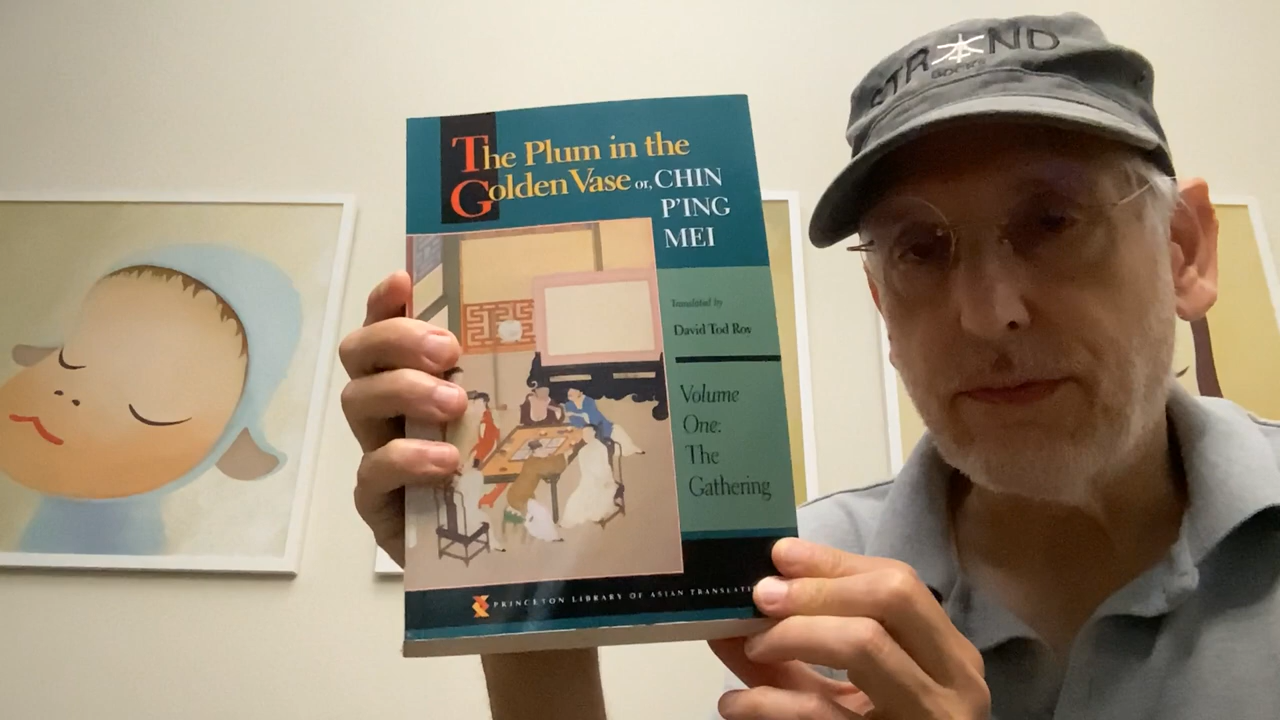 The Plum in the
Golden Vase or, CHIN
P'ING
MEI
Translated by
David Tod Roy
Volume
One:
The
Gathering
PRINCETON LIBRARY OF ASIAN
STRAND
BOOKS